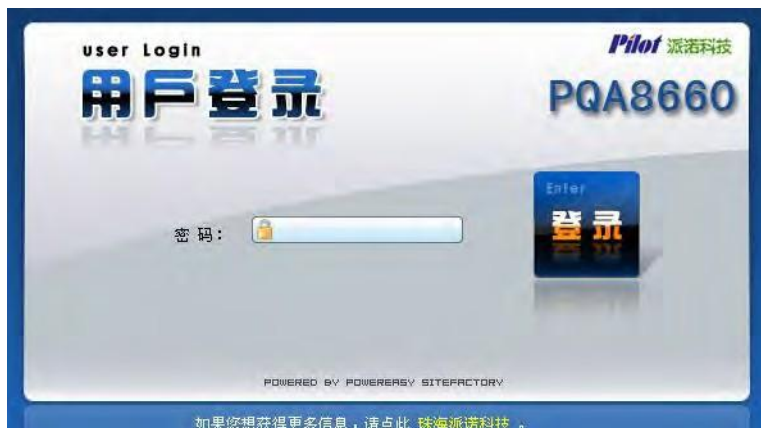 user Login
Pilot 派诺科技
用戶登录
PQA8660
Enter
登录
密 码：
POWERED BY POWEREASY SITEFACTORY
如果您想获得更多信息，请点此 珠海派诺科技 。